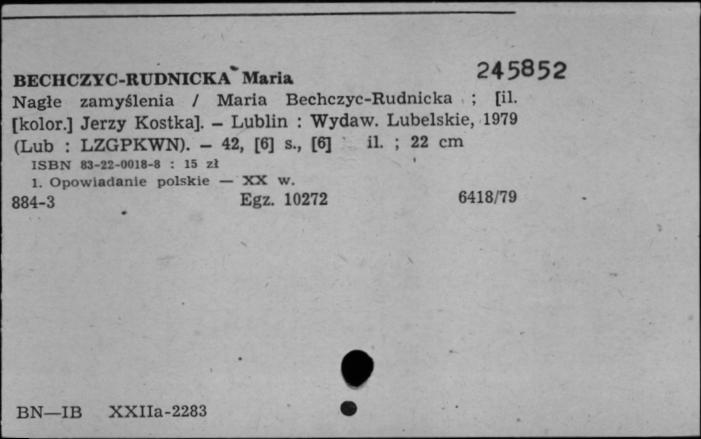 245852
BECHCZYC-RUDNICKA Maria
Nagłe zamyślenia / Maria Bechczyc-Rudnicka ; [il.
[kolor.] Jerzy Kostka]. — Lublin : Wydaw. Lubelskie, 1979
(Lub : LZGPKWN). — 42, [6] s., [6] il. ; 22 cm
ISBN 83-22-0018-8 : 15 zł
1. Opowiadanie polskie — XX w.
884-3 Egz. 10272 6418/79
BN—IB XXIIa-2283